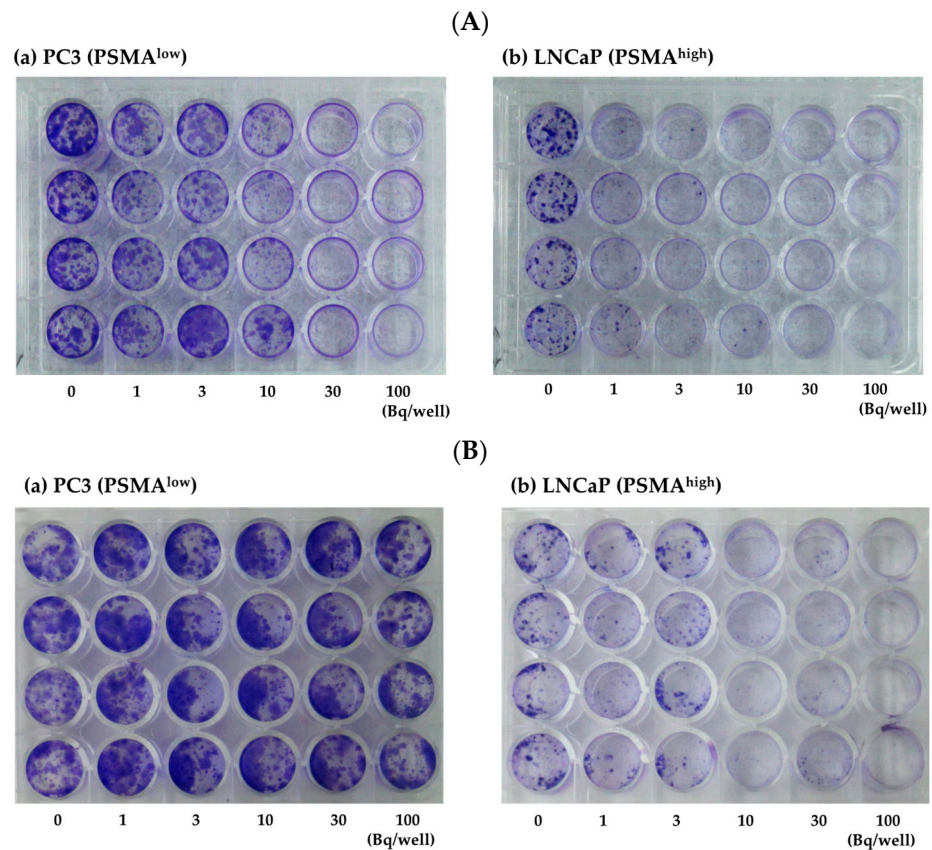 (A)
(a) PC3 (PSMAlow)
(b) LNCaP (PSMAhigh)
0 1 3 10 30 100
(Bq/well)
0 1 3 10 30 100
(Bq/well)
(B)
(a) PC3 (PSMAlow)
(b) LNCaP (PSMAhigh)
0 1 3 10 30 100
(Bq/well)
0 1 3 10 30 100
(Bq/well)